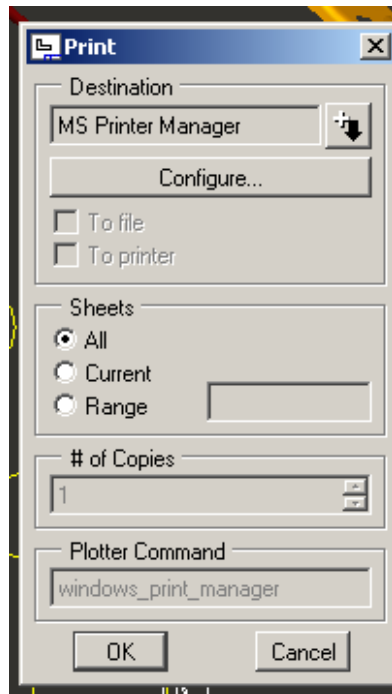 Print
Destination
MS Printer Manager
Configure...
To file
To printer
Sheets
All
Current
Range
# of Copies
1
Plotter Command
windows_print_manager
OK
Cancel